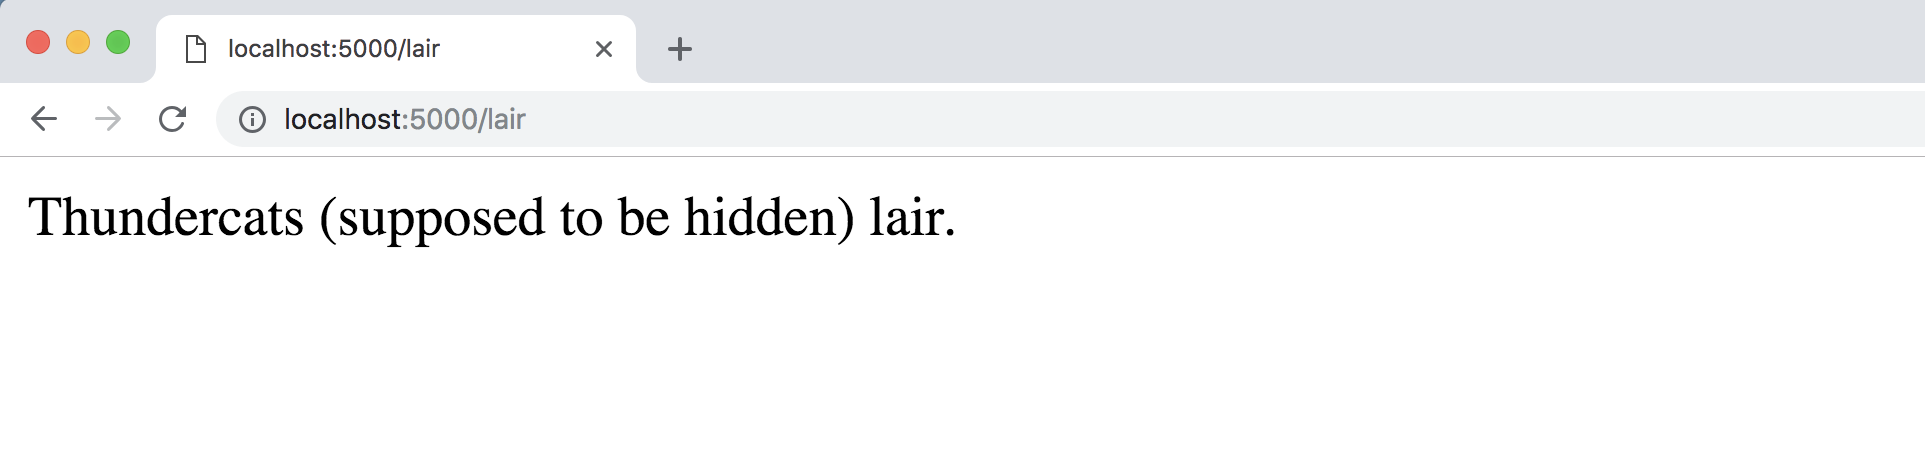 localhost:5000/lair
localhost:5000/lair
Thundercats (supposed to be hidden) lair.